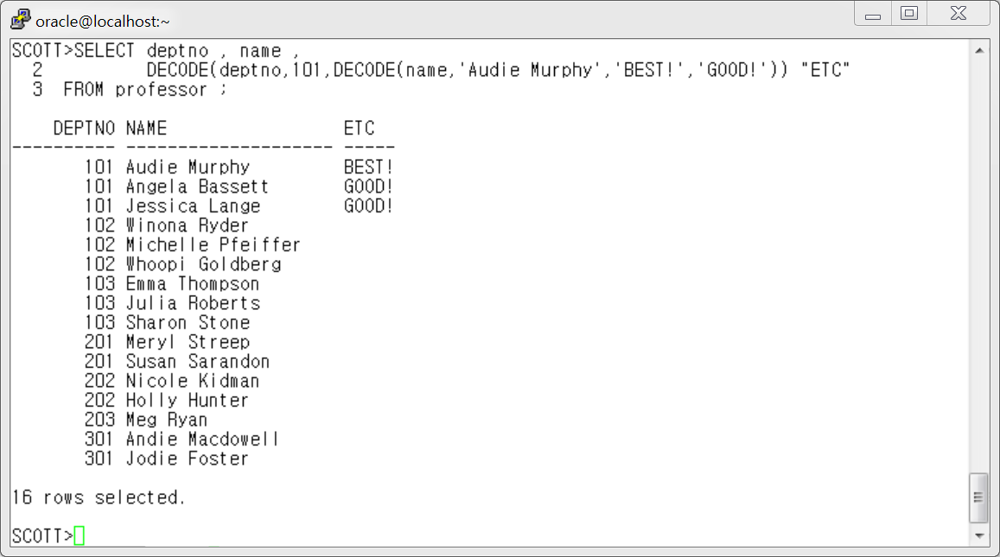 oracle@localhost:~
SCOTT>SELECT deptno , name ,
  2          DECODE(deptno,101,DECODE(name,'Audie Murphy','BEST!','GOOD!')) "ETC"
  3  FROM professor ;
    DEPTNO NAME                 ETC
---------- -------------------- -----
       101 Audie Murphy         BEST!
       101 Angela Bassett       GOOD!
       101 Jessica Lange        GOOD!
       102 Winona Ryder
       102 Michelle Pfeiffer
       102 Whoopi Goldberg
       103 Emma Thompson
       103 Julia Roberts
       103 Sharon Stone
       201 Meryl Streep
       201 Susan Sarandon
       202 Nicole Kidman
       202 Holly Hunter
       203 Meg Ryan
       301 Andie Macdowell
       301 Jodie Foster
16 rows selected.
SCOTT>